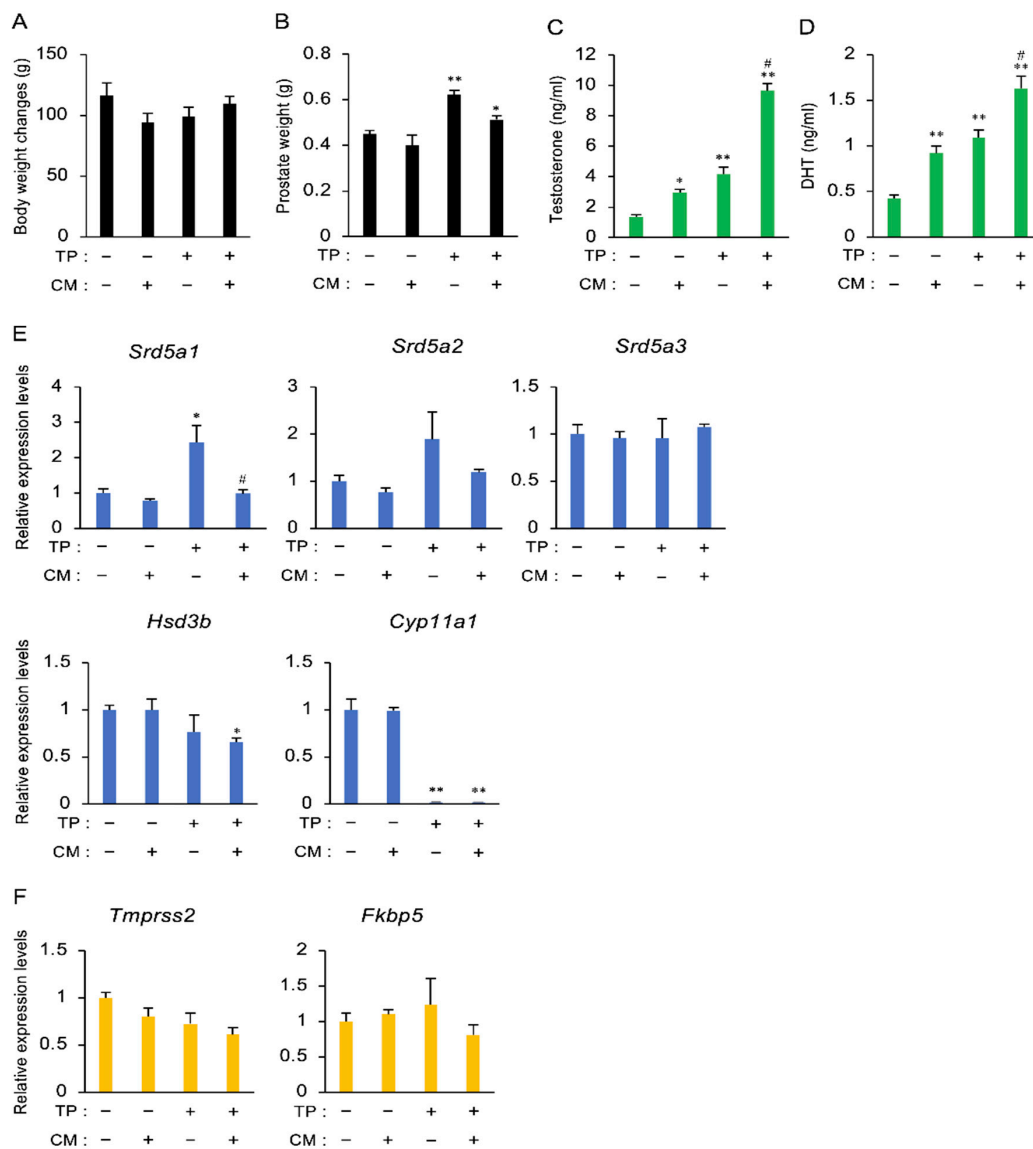 A
B
C
D
Body weight changes (g)
150
100
50
0
TP : – – + +
CM : – + – +
Prostate weight (g)
0.8
0.6
0.4
0.2
0
** *
TP : – – + +
CM : – + – +
Testosterone (ng/ml)
12
10
8
6
4
2
0
#
* ** **
TP : – – + +
CM : – + – +
DHT (ng/ml)
2
1.5
1
0.5
0
#
** ** **
TP : – – + +
CM : – + – +
E
Srd5a1
Relative expression levels
4
3
2
1
0
* #
TP : – – + +
CM : – + – +
Srd5a2
3
2
1
0
– – + +
– + – +
Srd5a3
1.5
1
0.5
0
– – + +
– + – +
Hsd3b
Relative expression levels
1.5
1
0.5
0
*
TP : – – + +
CM : – + – +
Cyp11a1
1.5
1
0.5
0
** **
TP : – – + +
CM : – + – +
F
Tmprss2
Relative expression levels
1.5
1
0.5
0
TP : – – + +
CM : – + – +
Fkbp5
2
1.5
1
0.5
0
TP : – – + +
CM : – + – +